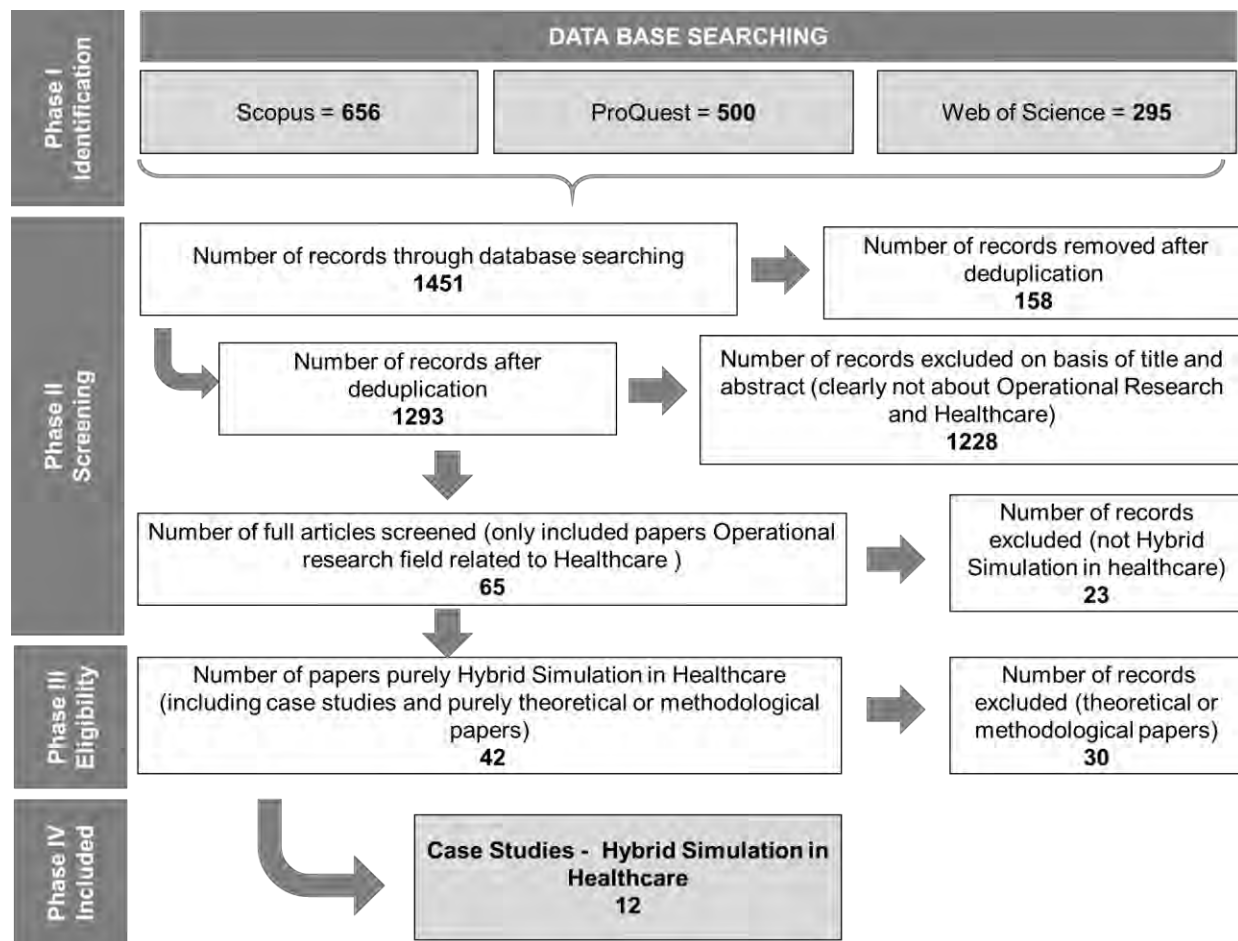 Phase I
Identification
DATA BASE SEARCHING
Scopus = 656
ProQuest = 500
Web of Science = 295
Phase II
Screening
Number of records through database searching
1451
Number of records removed after
deduplication
158
Number of records after
deduplication
1293
Number of records excluded on basis of title and
abstract (clearly not about Operational Research
and Healthcare)
1228
Number of full articles screened (only included papers Operational
research field related to Healthcare )
65
Number of records
excluded (not Hybrid
Simulation in healthcare)
23
Phase III
Eligibility
Number of papers purely Hybrid Simulation in Healthcare
(including case studies and purely theoretical or methodological
papers)
42
Number of records
excluded (theoretical or
methodological papers)
30
Phase IV
Included
Case Studies - Hybrid Simulation in
Healthcare
12